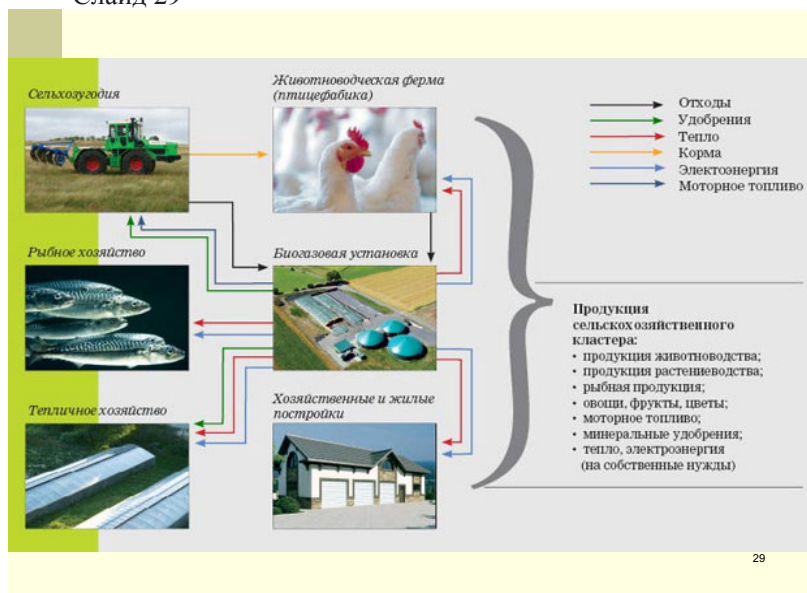 Слайд 29
Сельхозугодия
Животноводческая ферма
(птицефабика)
Рыбное хозяйство
Биогазовая установка
Тепличное хозяйство
Хозяйственные и жилые
постройки
Отходы
Удобрения
Тепло
Корма
Электоэнергия
Моторное топливо
Продукция
сельскохозяйственного
кластера:
• продукция животноводства;
• продукция растениеводства;
• рыбная продукция;
• овощи, фрукты, цветы;
• моторное топливо;
• минеральные удобрения;
• тепло, электроэнергия
(на собственные нужды)
29